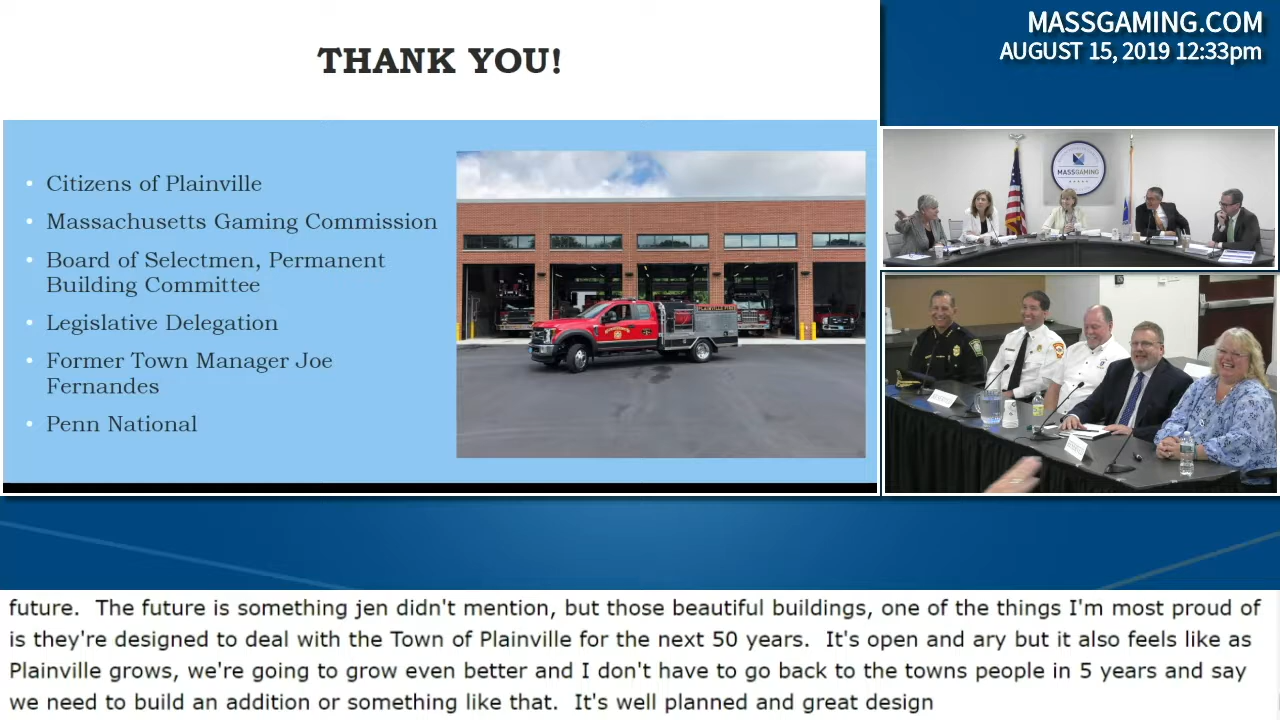 THANK YOU!
MASSGAMING.COM
AUGUST 15, 2019 12:33pm
• Citizens of Plainville
• Massachusetts Gaming Commission
• Board of Selectmen, Permanent
Building Committee
• Legislative Delegation
• Former Town Manager Joe
Fernandes
• Penn National
MASSGAMING
future.  The future is something jen didn't mention, but those beautiful buildings, one of the things I'm most proud of
is they're designed to deal with the Town of Plainville for the next 50 years.  It's open and ary but it also feels like as
Plainville grows, we're going to grow even better and I don't have to go back to the towns people in 5 years and say
we need to build an addition or something like that.  It's well planned and great design